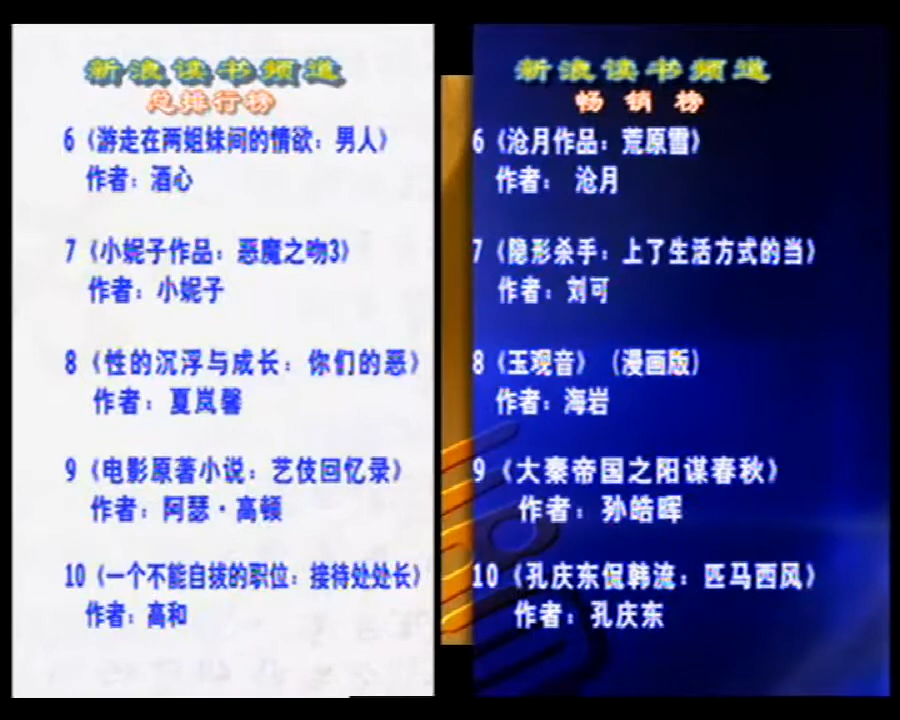 新浪读书频道
总排行榜
6《游走在两姐妹间的情欲：男人》
作者：酒心
7《小妮子作品：恶魔之吻3》
作者：小妮子
8《性的沉浮与成长：你们的恶》
作者：夏岚馨
9《电影原著小说：艺伎回忆录》
作者：阿瑟·高顿
10《一个不能自拔的职位：接待处处长》
作者：高和
新浪读书频道
畅销榜
6《沧月作品：荒原雪》
作者：沧月
7《隐形杀手：上了生活方式的当》
作者：刘可
8《玉观音》（漫画版）
作者：海岩
9《大秦帝国之阳谋春秋》
作者：孙皓晖
10《孔庆东侃韩流：匹马西风》
作者：孔庆东